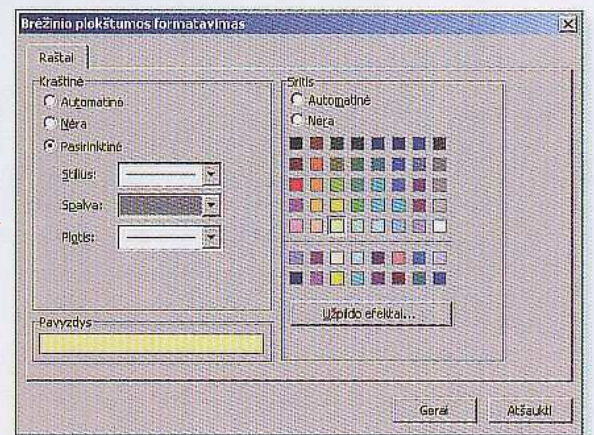 Brėžinio plokštumos formatavimas
Raštai
Kraštinė
Automatinė
Nėra
Pasirinktinė
Stilius:
Spalva:
Plotis:
Pavyzdys
Sritis
Automatinė
Nėra
Užpildo efektai...
Gerai
Atšaukti